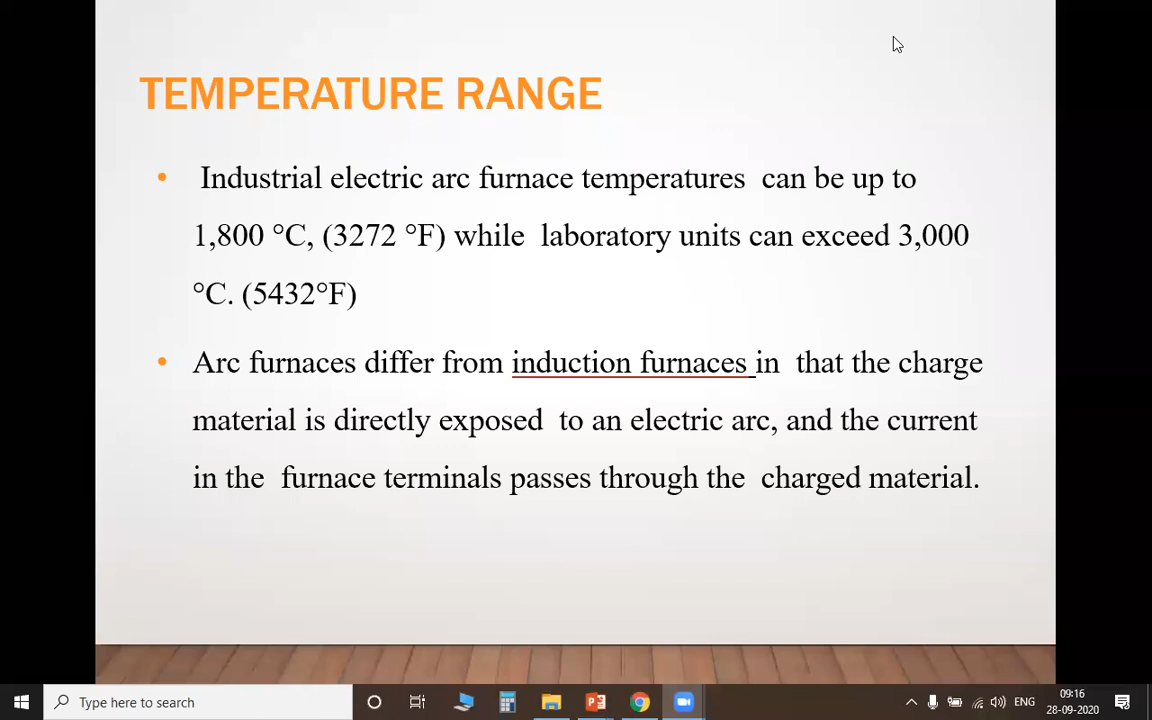 TEMPERATURE RANGE
• Industrial electric arc furnace temperatures can be up to
1,800 °C, (3272 °F) while laboratory units can exceed 3,000
°C. (5432°F)
• Arc furnaces differ from induction furnaces in that the charge
material is directly exposed to an electric arc, and the current
in the furnace terminals passes through the charged material.
Type here to search
ENG
09:16
28-09-2020